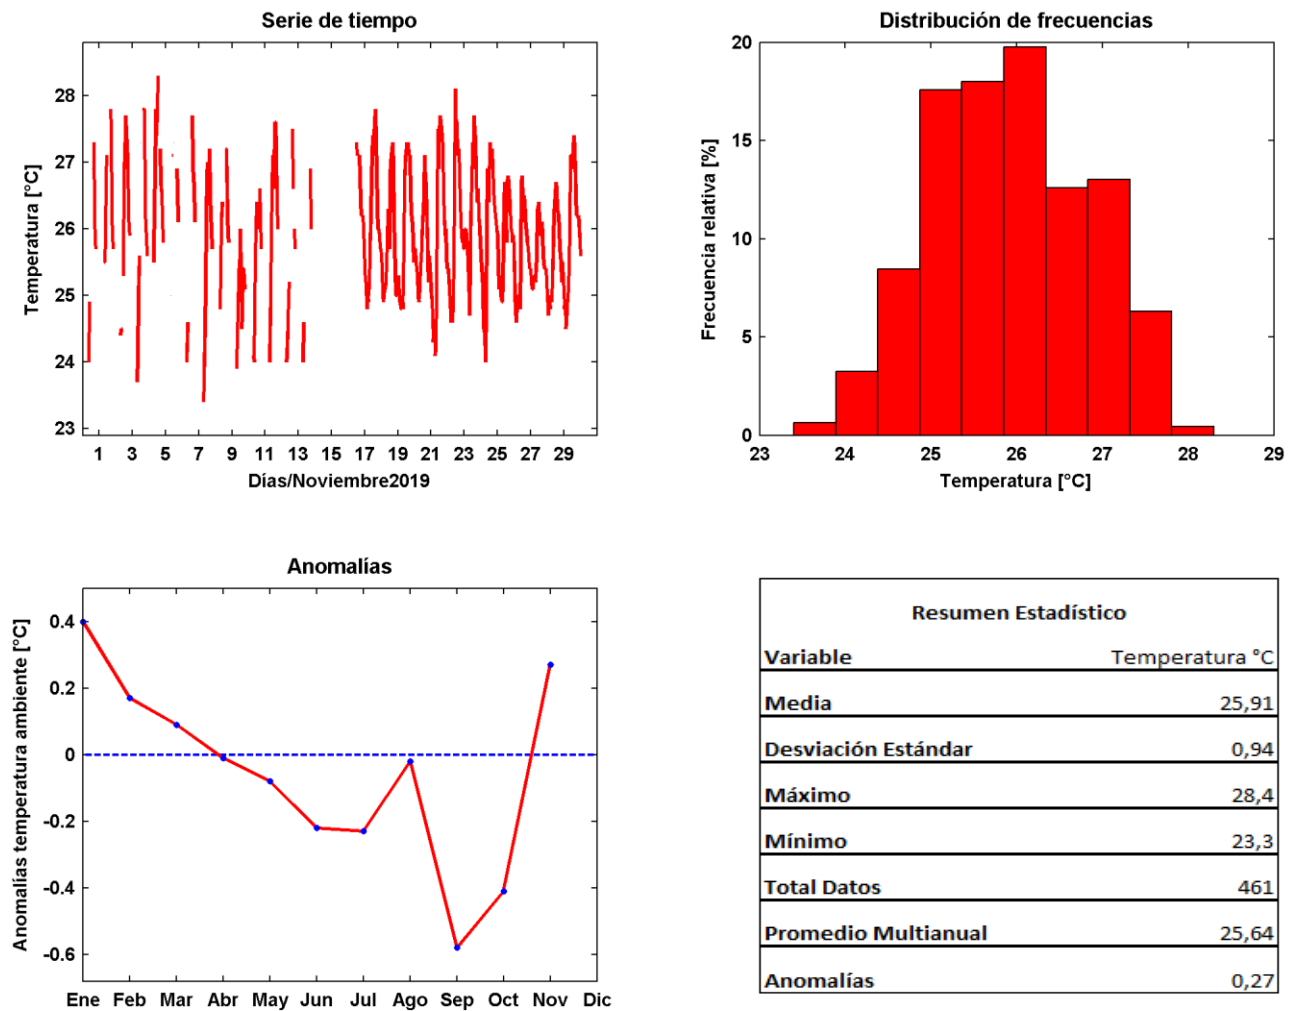 Serie de tiempo
Temperatura [°C]
28
27
26
25
24
23
1 3 5 7 9 11 13 15 17 19 21 23 25 27 29
Días/Noviembre2019
Distribución de frecuencias
Frecuencia relativa [%]
20
15
10
5
0
23 24 25 26 27 28 29
Temperatura [°C]
Anomalías
Anomalías temperatura ambiente [°C]
0.4
0.2
0
-0.2
-0.4
-0.6
Ene Feb Mar Abr May Jun Jul Ago Sep Oct Nov Dic
Resumen Estadístico
Variable Temperatura °C
Media 25,91
Desviación Estándar 0,94
Máximo 28,4
Mínimo 23,3
Total Datos 461
Promedio Multianual 25,64
Anomalías 0,27